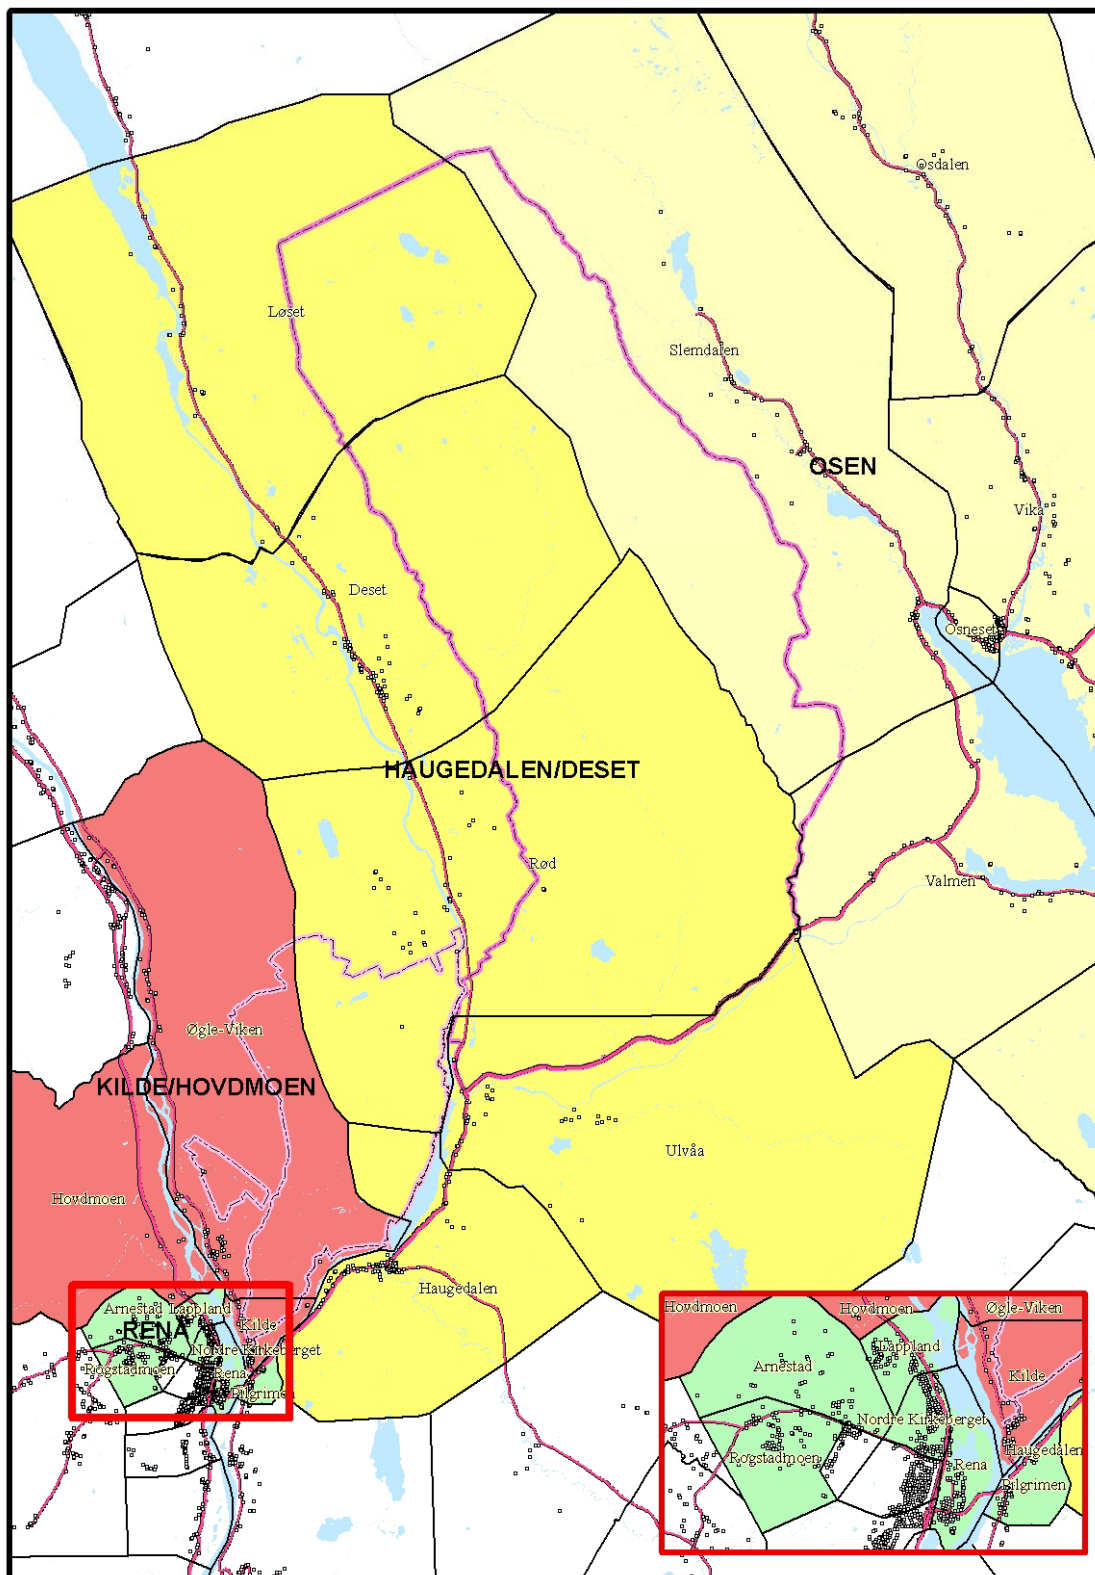 Osdalen
Løset
Slemdalen
OSEN
Vika
Deset
Osneset
HAUGEDALEN/DESET
Rød
Valmen
Øgle-Viken
KILDE/HOVDMOEN
Ulvåa
Hovdmoen
Haugedalen
Arnestad Lappland
RENA
Kilde
Nordre Kirkeberget
Rogstadmoen
Rena
Pilgrimen
Hovdmoen
Hovdmoen
Øgle-Viken
Lappland
Arnestad
Kilde
Nordre Kirkeberget
Haugedalen
Rogstadmoen
Rena
Pilgrimen